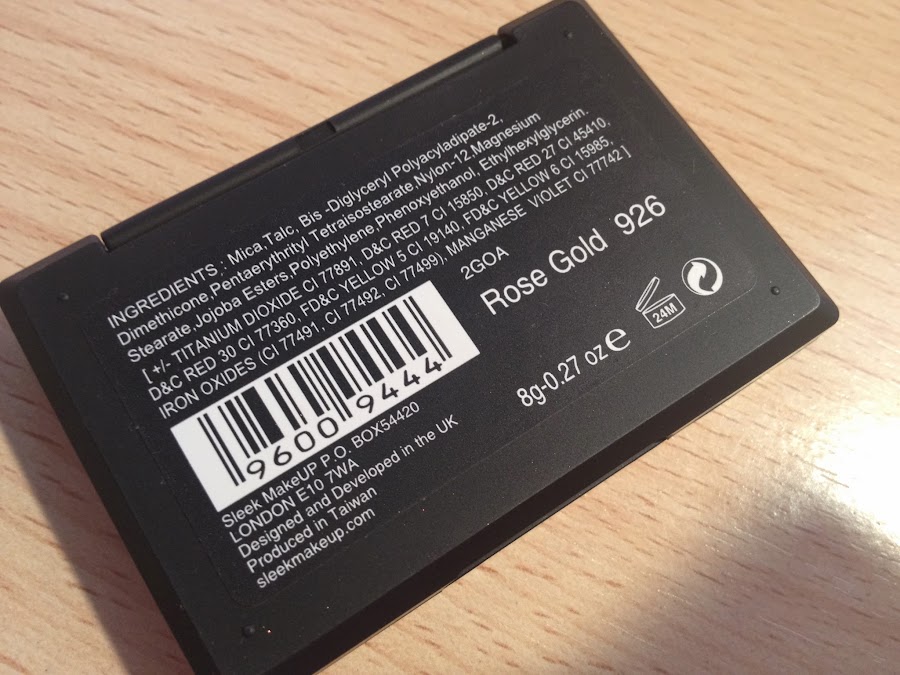 INGREDIENTS : Mica,Talc, Bis -Diglyceryl Polyacyladipate-2,
Dimethicone,Pentaerythrityl Tetraisostearate,Nylon-12,Magnesium
Stearate,Jojoba Esters,Polyethylene,Phenoxyethanol, Ethylhexylglycerin.
[ +/- TITANIUM DIOXIDE CI 77891, D&C RED 7 CI 15850, D&C RED 27 CI 45410,
D&C RED 30 CI 77360, FD&C YELLOW 5 CI 19140, FD&C YELLOW 6 CI 15985,
IRON OXIDES (CI 77491, CI 77492, CI 77499), MANGANESE VIOLET CI 77742 ]
2GOA
Rose Gold 926
24M
8g-0.27 oz e
9600 9444
Sleek MakeUP P.O. BOX54420
LONDON E10 7WA
Designed and Developed in the UK
Produced in Taiwan
sleekmakeup.com